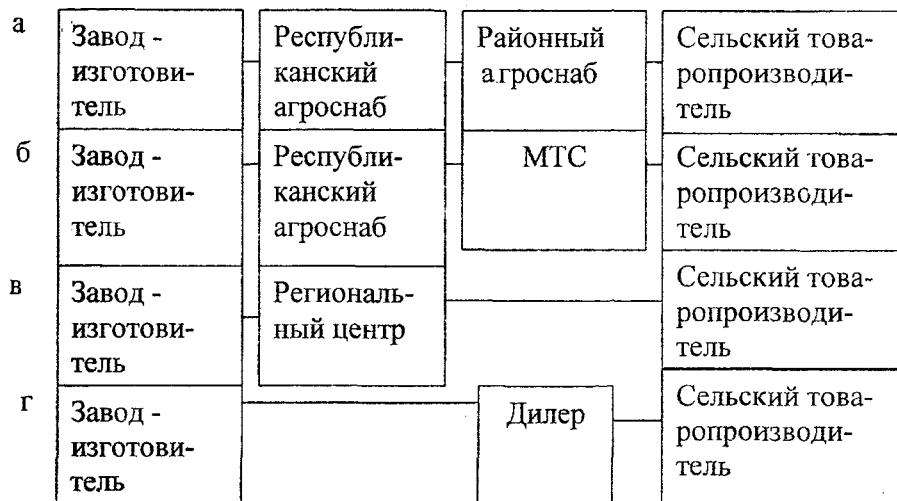 а
Завод -
изготови-
тель
Республи-
канский
агроснаб
Районный
агроснаб
Сельский това-
ропроизводи-
тель
б
Завод -
изготови-
тель
Республи-
канский
агроснаб
МТС
Сельский това-
ропроизводи-
тель
в
Завод -
изготови-
тель
Региональ-
ный центр
Сельский това-
ропроизводи-
тель
г
Завод -
изготови-
тель
Дилер
Сельский това-
ропроизводи-
тель